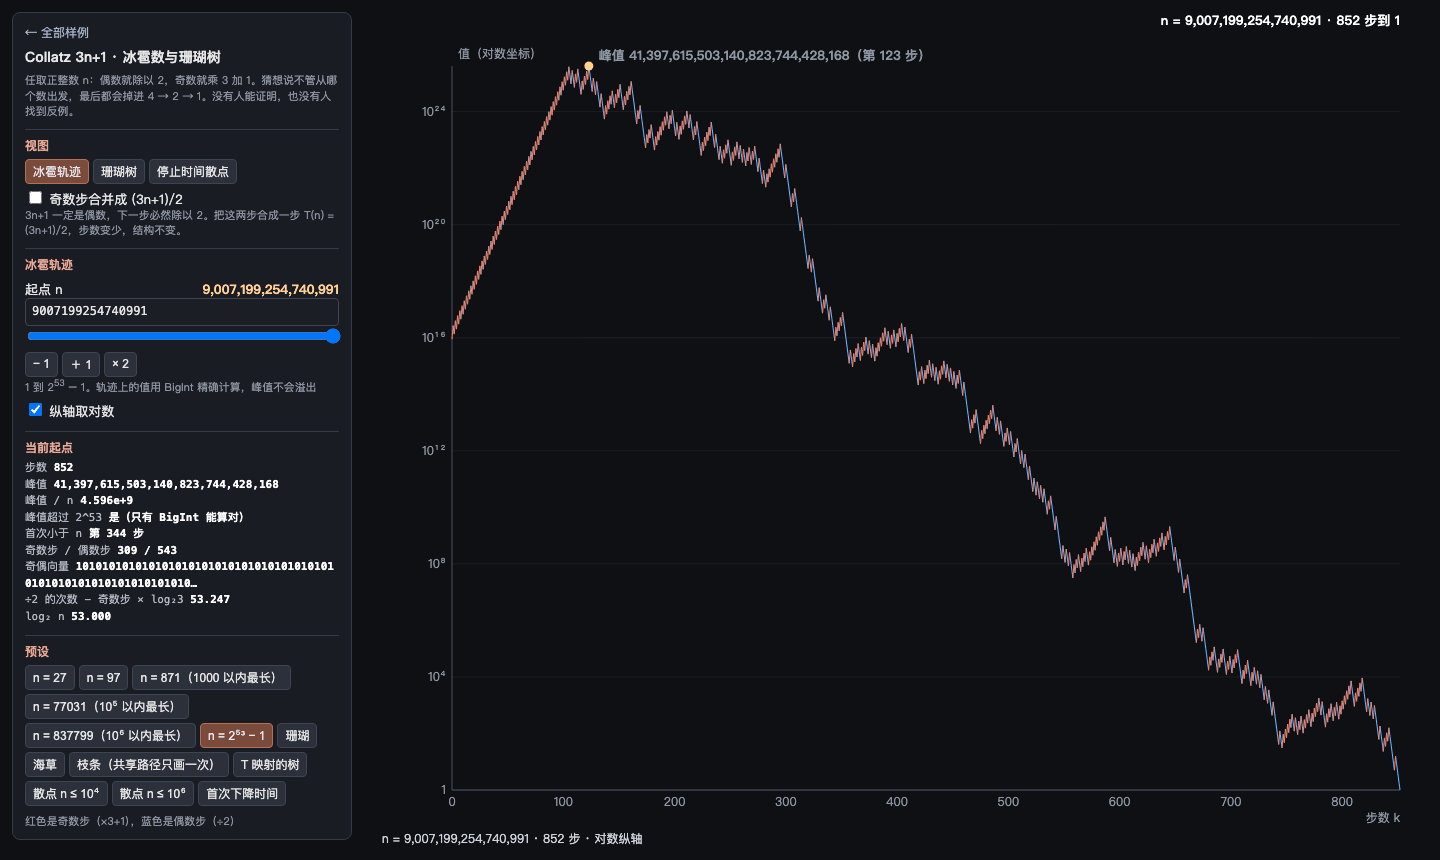 ← 全部样例
Collatz 3n+1 · 冰雹数与珊瑚树
任取正整数 n：偶数就除以 2，奇数就乘 3 加 1。猜想说不管从哪
个数出发，最后都会掉进 4 → 2 → 1。没有人能证明，也没有人
找到反例。
视图
冰雹轨迹 珊瑚树 停止时间散点
奇数步合并成 (3n+1)/2
3n+1 一定是偶数，下一步必然除以 2。把这两步合成一步 T(n) =
(3n+1)/2，步数变少，结构不变。
冰雹轨迹
起点 n 9,007,199,254,740,991
9007199254740991
− 1 + 1 × 2
1 到 2⁵³ − 1。轨迹上的值用 BigInt 精确计算，峰值不会溢出
纵轴取对数
当前起点
步数 852
峰值 41,397,615,503,140,823,744,428,168
峰值 / n 4.596e+9
峰值超过 2^53 是（只有 BigInt 能算对）
首次小于 n 第 344 步
奇数步 / 偶数步 309 / 543
奇偶向量 1010101010101010101010101010101010101
01010101010101010101010…
÷2 的次数 − 奇数步 × log₂3 53.247
log₂ n 53.000
预设
n = 27 n = 97 n = 871（1000 以内最长）
n = 77031（10⁵ 以内最长）
n = 837799（10⁶ 以内最长） n = 2⁵³ − 1 珊瑚
海草 枝条（共享路径只画一次） T 映射的树
散点 n ≤ 10⁴ 散点 n ≤ 10⁶ 首次下降时间
红色是奇数步（×3+1），蓝色是偶数步（÷2）
n = 9,007,199,254,740,991 · 852 步到 1
值（对数坐标） 峰值 41,397,615,503,140,823,744,428,168（第 123 步）
10²⁴
10²⁰
10¹⁶
10¹²
10⁸
10⁴
1
0 100 200 300 400 500 600 700 800
步数 k
n = 9,007,199,254,740,991 · 852 步 · 对数纵轴